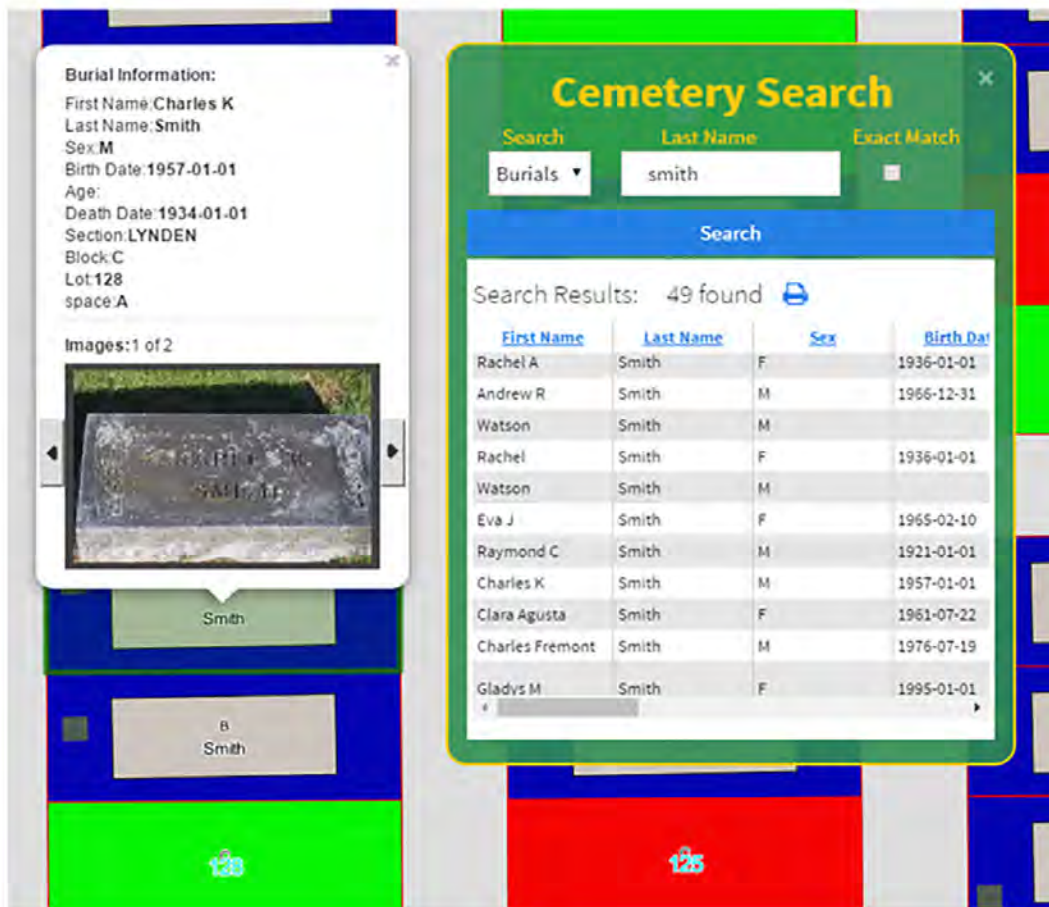 Burial Information:
First Name:Charles K
Last Name:Smith
Sex:M
Birth Date:1957-01-01
Age:
Death Date:1934-01-01
Section:LYNDEN
Block:C
Lot:128
space:A
Images:1 of 2
SMITH
Smith
B
Smith
Cemetery Search
Search Last Name Exact Match
Burials smith
Search
Search Results: 49 found
First Name Last Name Sex Birth Dat
Rachel A Smith F 1936-01-01
Andrew R Smith M 1966-12-31
Watson Smith M
Rachel Smith F 1936-01-01
Watson Smith M
Eva J Smith F 1965-02-10
Raymond C Smith M 1921-01-01
Charles K Smith M 1957-01-01
Clara Agusta Smith F 1961-07-22
Charles Fremont Smith M 1976-07-19
Gladys M Smith F 1995-01-01
125